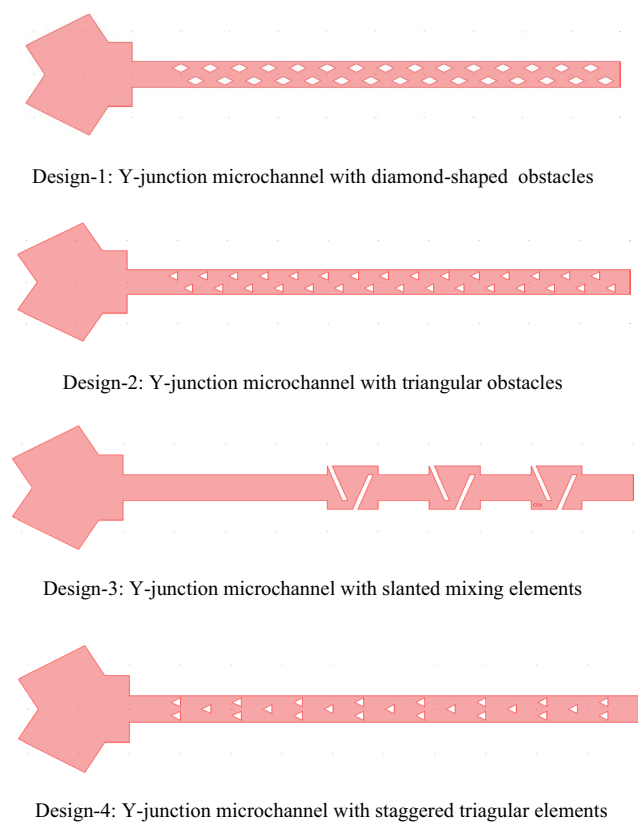 Design-1: Y-junction microchannel with diamond-shaped obstacles
Design-2: Y-junction microchannel with triangular obstacles
Design-3: Y-junction microchannel with slanted mixing elements
Design-4: Y-junction microchannel with staggered triagular elements